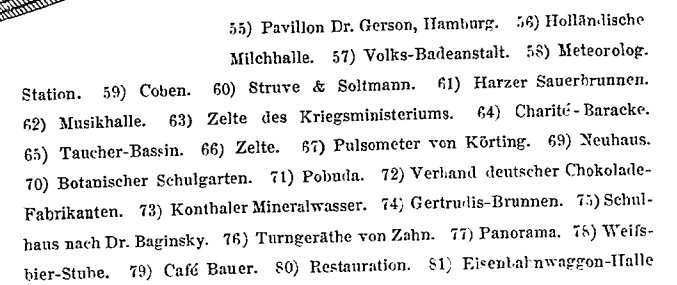 55) Pavillon Dr. Gerson, Hamburg. 56) Holländische
Milchhalle. 57) Volks-Badeanstalt. 58) Meteorolog.
Station. 59) Coben. 60) Struve & Soltmann. 61) Harzer Sauerbrunnen.
62) Musikhalle. 63) Zelte des Kriegsministeriums. 64) Charité-Baracke.
65) Taucher-Bassin. 66) Zelte. 67) Pulsometer von Körting. 69) Neuhaus.
70) Botanischer Schulgarten. 71) Pobuda. 72) Verband deutscher Chokolade-
Fabrikanten. 73) Konthaler Mineralwasser. 74) Gertrudis-Brunnen. 75) Schul-
haus nach Dr. Baginsky. 76) Turngeräthe von Zahn. 77) Panorama. 78) Weiſs-
bier-Stube. 79) Café Bauer. 80) Restauration. 81) Eisenbahnwaggon-Halle